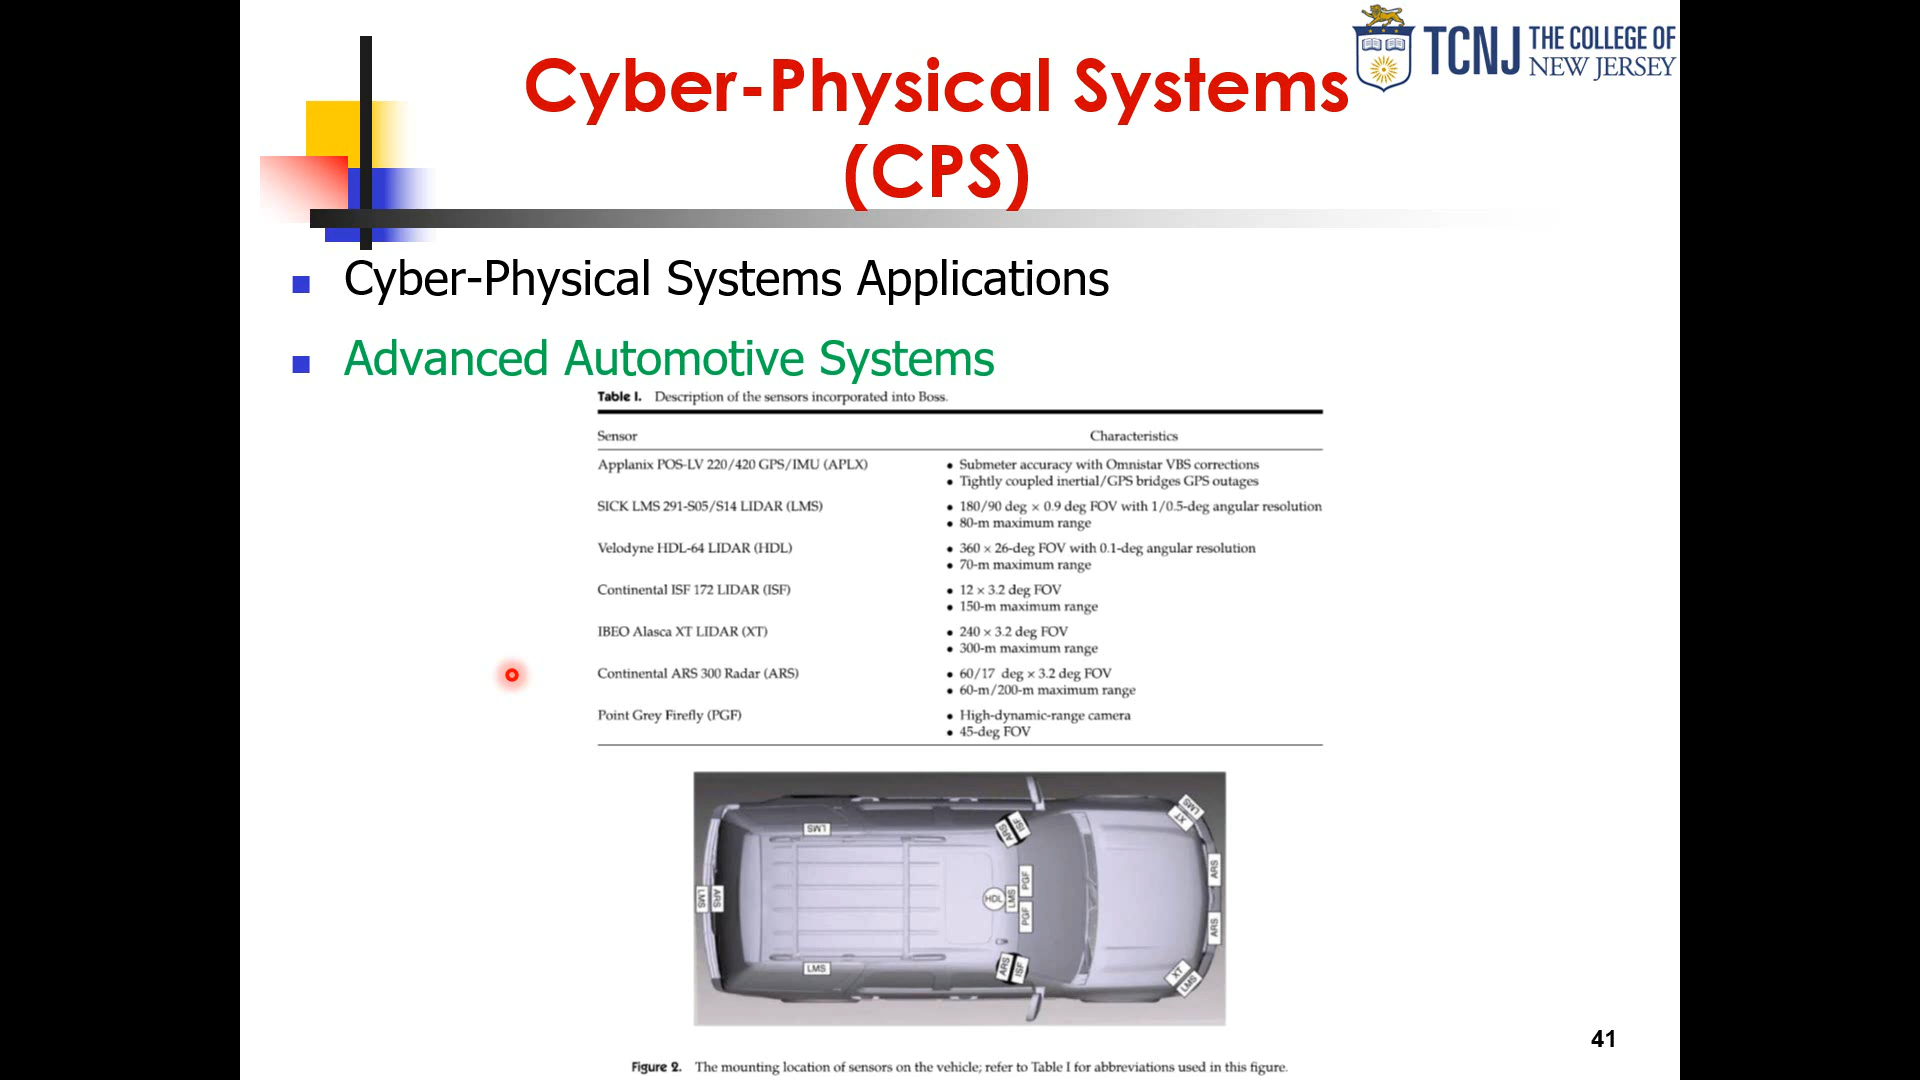 TCNJ THE COLLEGE OF
NEW JERSEY
Cyber-Physical Systems
(CPS)
Cyber-Physical Systems Applications
Advanced Automotive Systems
Table I. Description of the sensors incorporated into Boss.
Sensor Characteristics
Applanix POS-LV 220/420 GPS/IMU (APLX) • Submeter accuracy with Omnistar VBS corrections
• Tightly coupled inertial/GPS bridges GPS outages
SICK LMS 291-S05/S14 LIDAR (LMS) • 180/90 deg × 0.9 deg FOV with 1/0.5-deg angular resolution
• 80-m maximum range
Velodyne HDL-64 LIDAR (HDL) • 360 × 26-deg FOV with 0.1-deg angular resolution
• 70-m maximum range
Continental ISF 172 LIDAR (ISF) • 12 × 3.2 deg FOV
• 150-m maximum range
IBEO Alasca XT LIDAR (XT) • 240 × 3.2 deg FOV
• 300-m maximum range
Continental ARS 300 Radar (ARS) • 60/17 deg × 3.2 deg FOV
• 60-m/200-m maximum range
Point Grey Firefly (PGF) • High-dynamic-range camera
• 45-deg FOV
LMS
XT
LMS
ARS
ISF
ARS
PGF
LMS
ARS
HDL
LMS
PGF
ARS
LMS
ARS
ISF
XT
LMS
41
Figure 2. The mounting location of sensors on the vehicle; refer to Table I for abbreviations used in this figure.